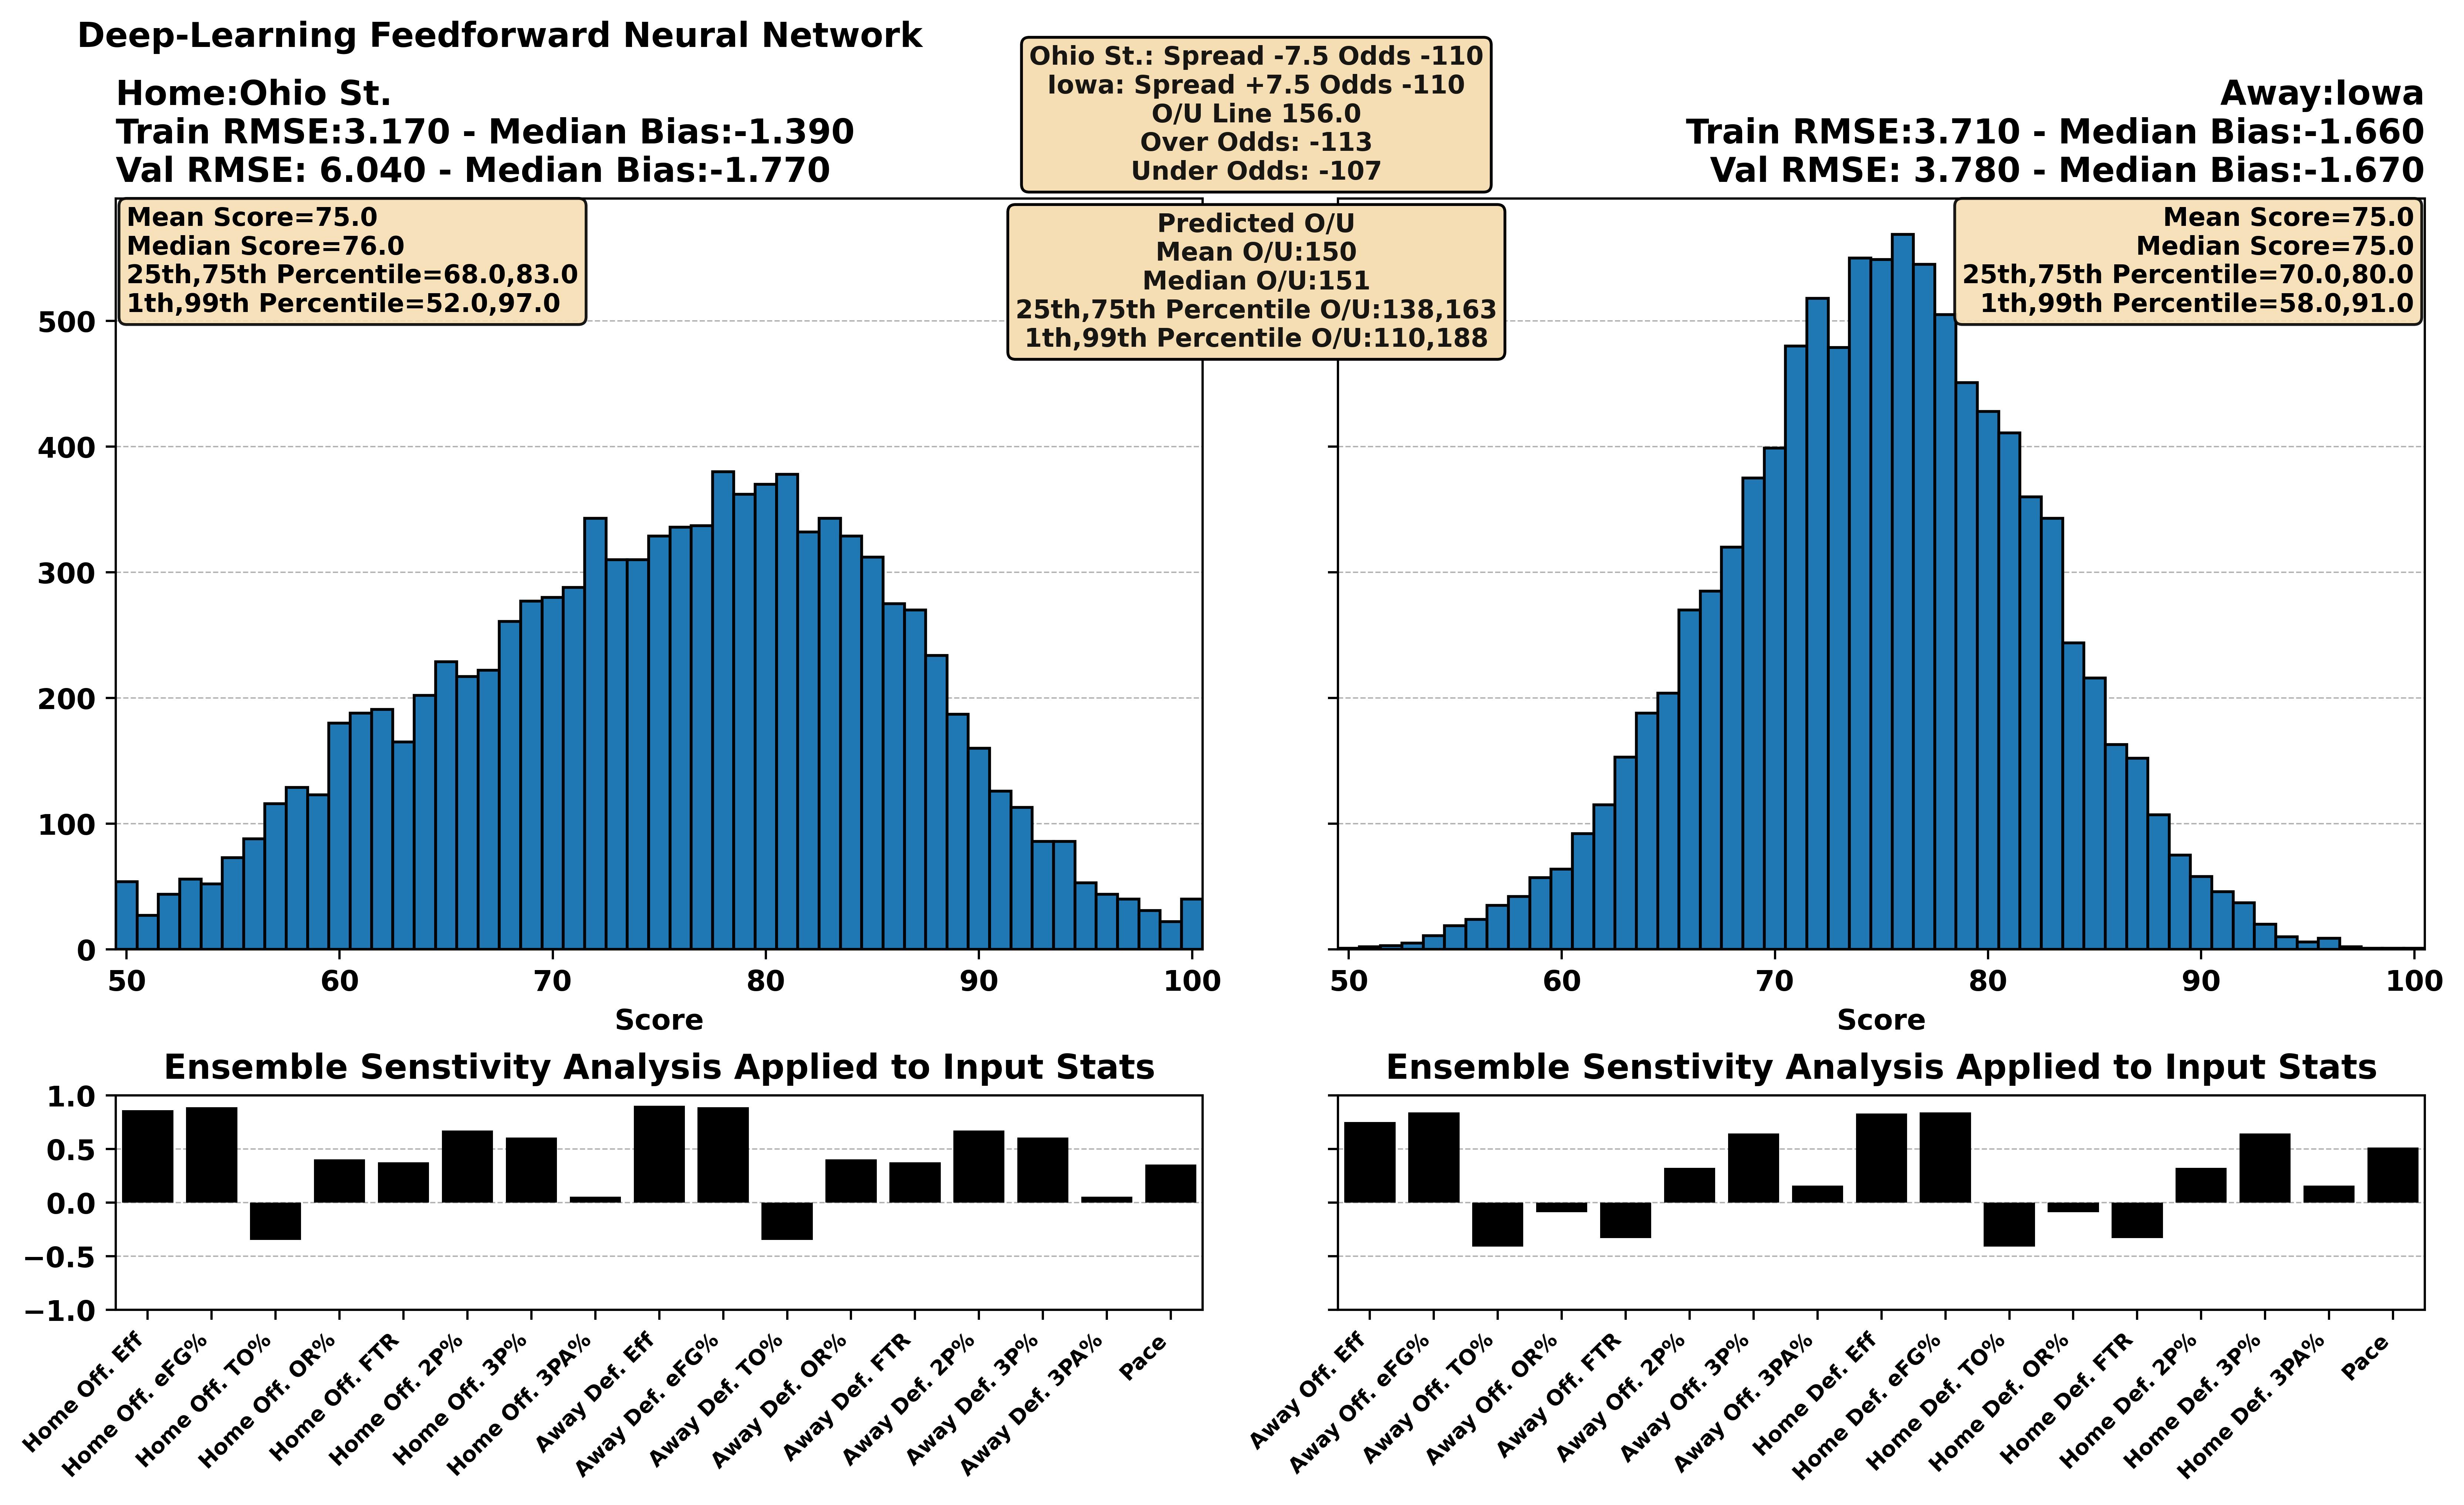 Deep-Learning Feedforward Neural Network
Home:Ohio St.
Train RMSE:3.170 - Median Bias:-1.390
Val RMSE: 6.040 - Median Bias:-1.770
Ohio St.: Spread -7.5 Odds -110
Iowa: Spread +7.5 Odds -110
O/U Line 156.0
Over Odds: -113
Under Odds: -107
Away:Iowa
Train RMSE:3.710 - Median Bias:-1.660
Val RMSE: 3.780 - Median Bias:-1.670
Mean Score=75.0
Median Score=76.0
25th,75th Percentile=68.0,83.0
1th,99th Percentile=52.0,97.0
Predicted O/U
Mean O/U:150
Median O/U:151
25th,75th Percentile O/U:138,163
1th,99th Percentile O/U:110,188
Mean Score=75.0
Median Score=75.0
25th,75th Percentile=70.0,80.0
1th,99th Percentile=58.0,91.0
500
400
300
200
100
0
50 60 70 80 90 100
Score
50 60 70 80 90 100
Score
Ensemble Senstivity Analysis Applied to Input Stats
1.0
0.5
0.0
−0.5
−1.0
Home Off. Eff
Home Off. eFG%
Home Off. TO%
Home Off. OR%
Home Off. FTR
Home Off. 2P%
Home Off. 3P%
Home Off. 3PA%
Away Def. Eff
Away Def. eFG%
Away Def. TO%
Away Def. OR%
Away Def. FTR
Away Def. 2P%
Away Def. 3P%
Away Def. 3PA%
Pace
Ensemble Senstivity Analysis Applied to Input Stats
Away Off. Eff
Away Off. eFG%
Away Off. TO%
Away Off. OR%
Away Off. FTR
Away Off. 2P%
Away Off. 3P%
Away Off. 3PA%
Home Def. Eff
Home Def. eFG%
Home Def. TO%
Home Def. OR%
Home Def. FTR
Home Def. 2P%
Home Def. 3P%
Home Def. 3PA%
Pace